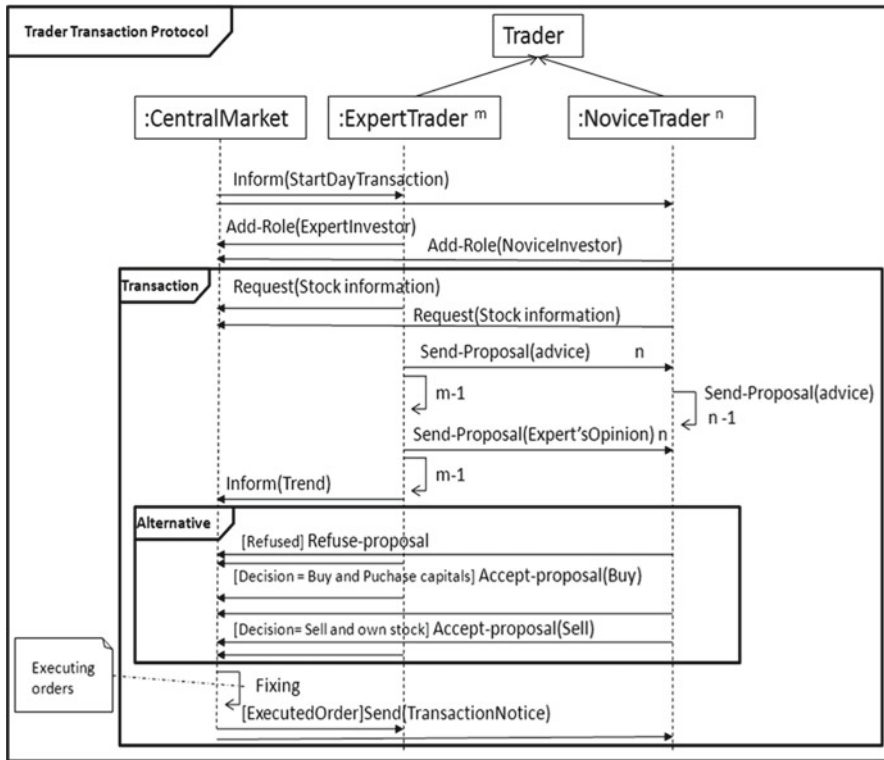 Trader Transaction Protocol
Trader
:CentralMarket
:ExpertTrader m
:NoviceTrader n
Inform(StartDayTransaction)
Add-Role(ExpertInvestor)
Add-Role(NoviceInvestor)
Transaction
Request(Stock information)
Request(Stock information)
Send-Proposal(advice) n
m-1
Send-Proposal(advice)
n -1
Send-Proposal(Expert'sOpinion) n
m-1
Inform(Trend)
Alternative
[Refused] Refuse-proposal
[Decision = Buy and Puchase capitals] Accept-proposal(Buy)
[Decision= Sell and own stock] Accept-proposal(Sell)
Executing
orders
Fixing
[ExecutedOrder]Send(TransactionNotice)